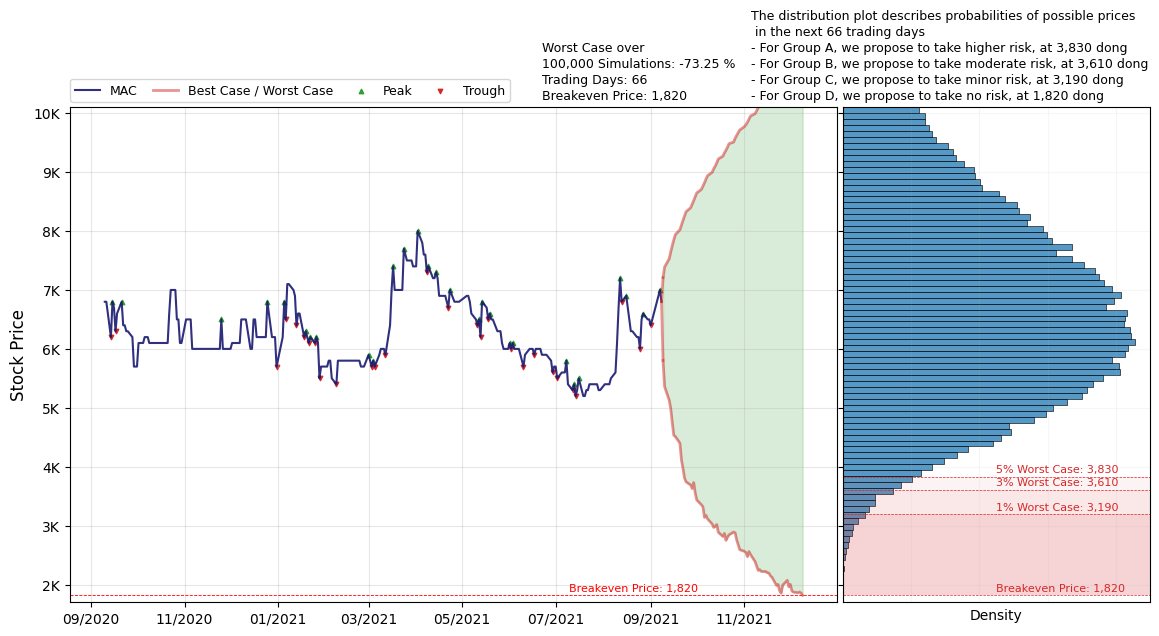 The distribution plot describes probabilities of possible prices
in the next 66 trading days
- For Group A, we propose to take higher risk, at 3,830 dong
- For Group B, we propose to take moderate risk, at 3,610 dong
- For Group C, we propose to take minor risk, at 3,190 dong
- For Group D, we propose to take no risk, at 1,820 dong
Worst Case over
100,000 Simulations: -73.25 %
Trading Days: 66
Breakeven Price: 1,820
MAC
Best Case / Worst Case
Peak
Trough
Stock Price
10K
9K
8K
7K
6K
5K
4K
3K
2K
Breakeven Price: 1,820
09/2020
11/2020
01/2021
03/2021
05/2021
07/2021
09/2021
11/2021
5% Worst Case: 3,830
3% Worst Case: 3,610
1% Worst Case: 3,190
Breakeven Price: 1,820
Density